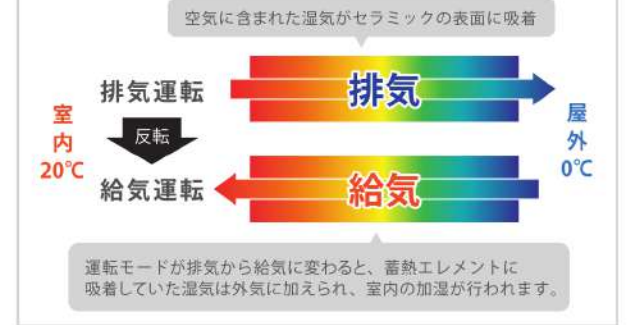 空気に含まれた湿気がセラミックの表面に吸着
排気運転
排気
室内
20℃
反転
屋外
0℃
給気運転
給気
運転モードが排気から給気に変わると、蓄熱エレメントに
吸着していた湿気は外気に加えられ、室内の加湿が行われます。